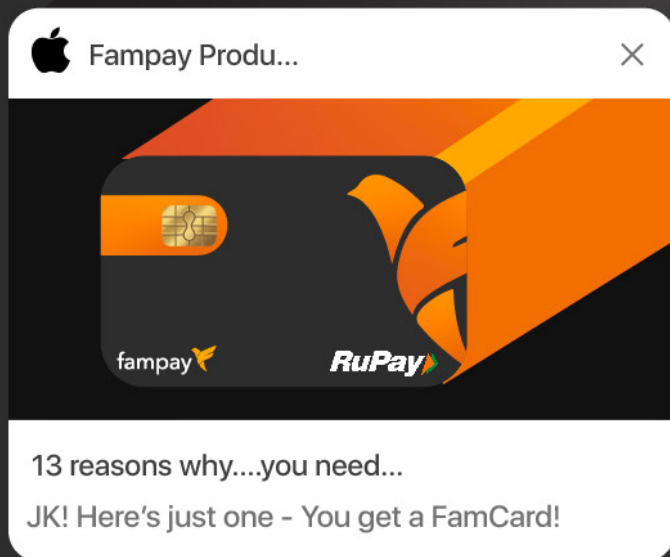 Fampay Produ...
fampay
RuPay
13 reasons why....you need...
JK! Here's just one - You get a FamCard!